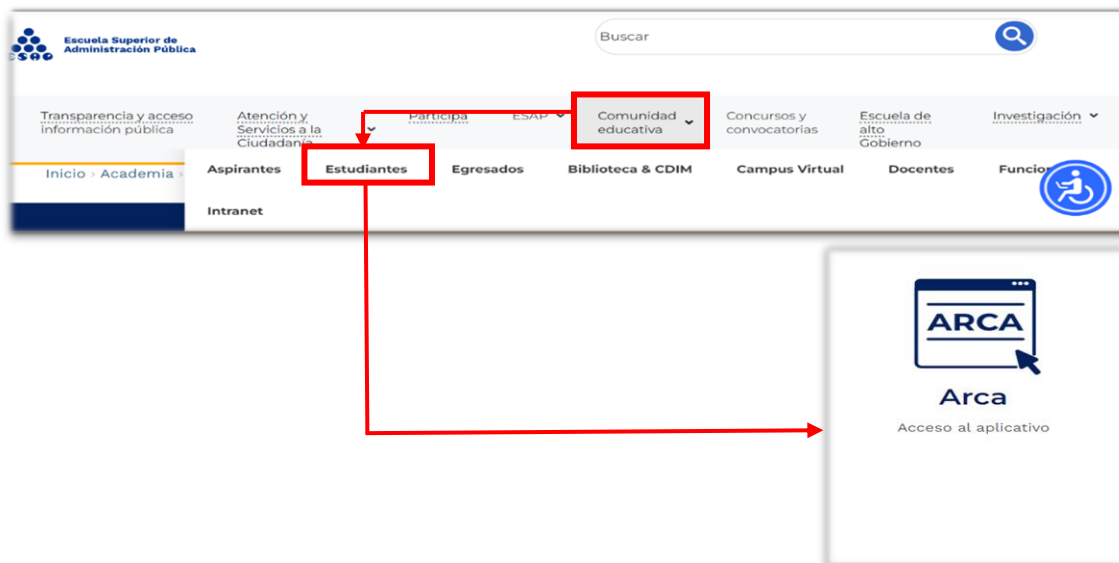 Escuela Superior de
Administración Pública
Buscar
Transparencia y acceso
información pública
Atención y
Servicios a la
Ciudadanía
Participa
ESAP
Comunidad
educativa
Concursos y
convocatorias
Escuela de
alto
Gobierno
Investigación
Inicio › Academia ›
Aspirantes
Estudiantes
Egresados
Biblioteca & CDIM
Campus Virtual
Docentes
Intranet
ARCA
Arca
Acceso al aplicativo